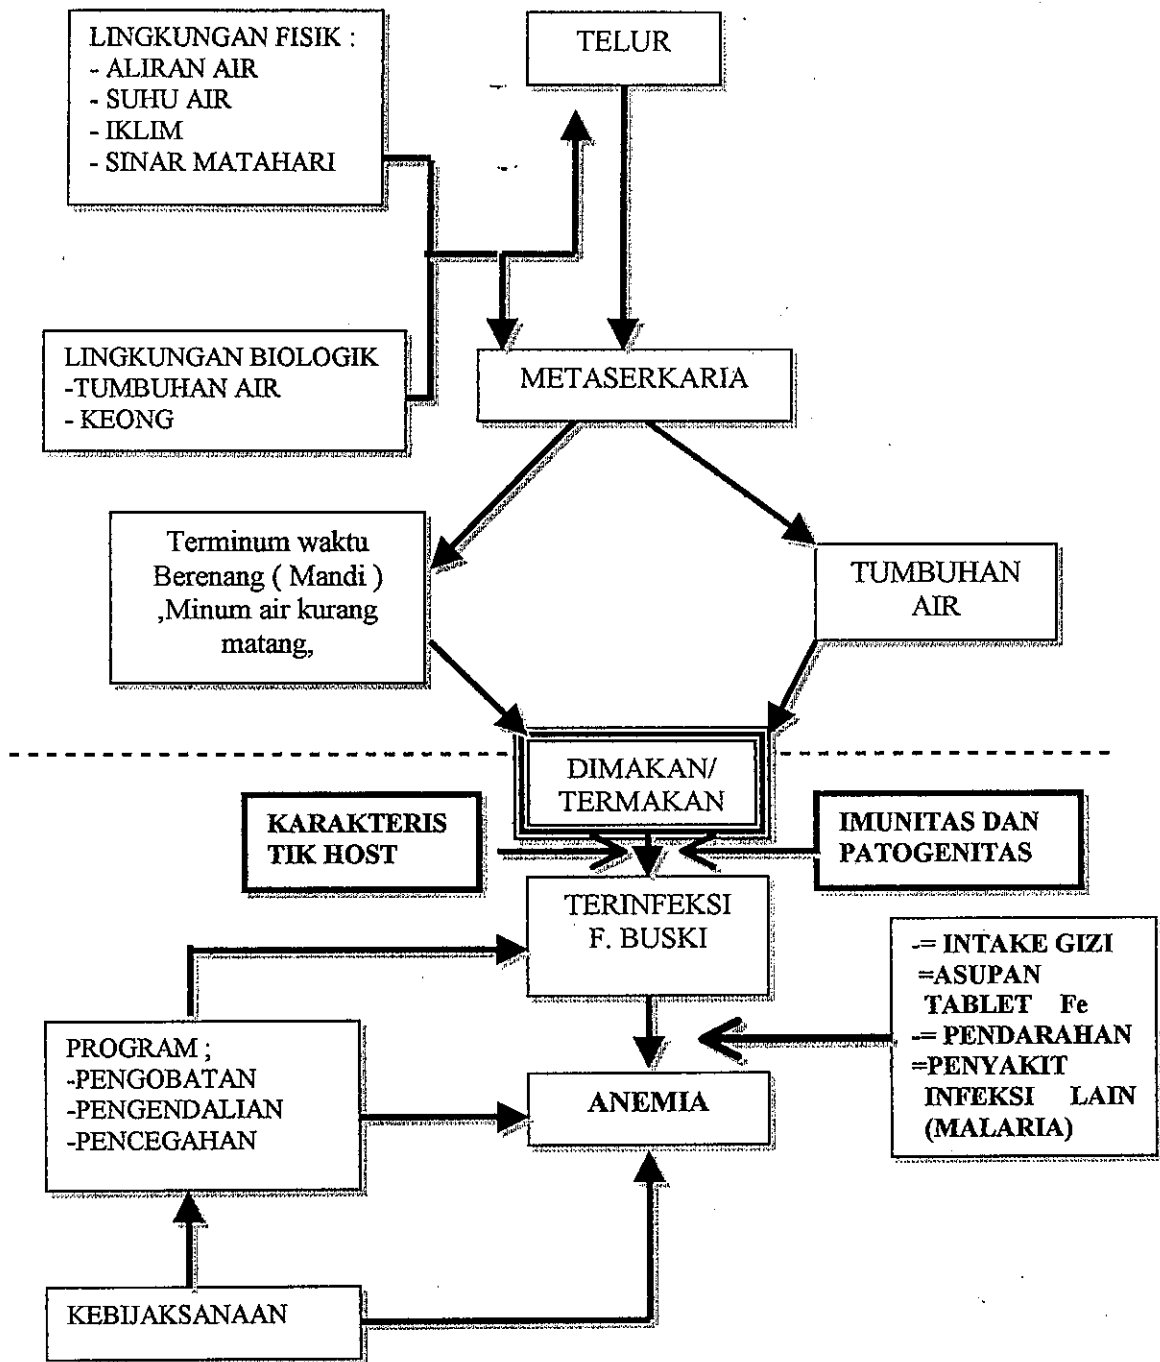 LINGKUNGAN FISIK :
- ALIRAN AIR
- SUHU AIR
- IKLIM
- SINAR MATAHARI
TELUR
LINGKUNGAN BIOLOGIK
-TUMBUHAN AIR
- KEONG
METASERKARIA
Terminum waktu
Berenang ( Mandi )
,Minum air kurang
matang,
TUMBUHAN
AIR
DIMAKAN/
TERMAKAN
KARAKTERIS
TIK HOST
IMUNITAS DAN
PATOGENITAS
TERINFEKSI
F. BUSKI
-= INTAKE GIZI
=ASUPAN
TABLET Fe
-= PENDARAHAN
=PENYAKIT
INFEKSI LAIN
(MALARIA)
PROGRAM ;
-PENGOBATAN
-PENGENDALIAN
-PENCEGAHAN
ANEMIA
KEBIJAKSANAAN